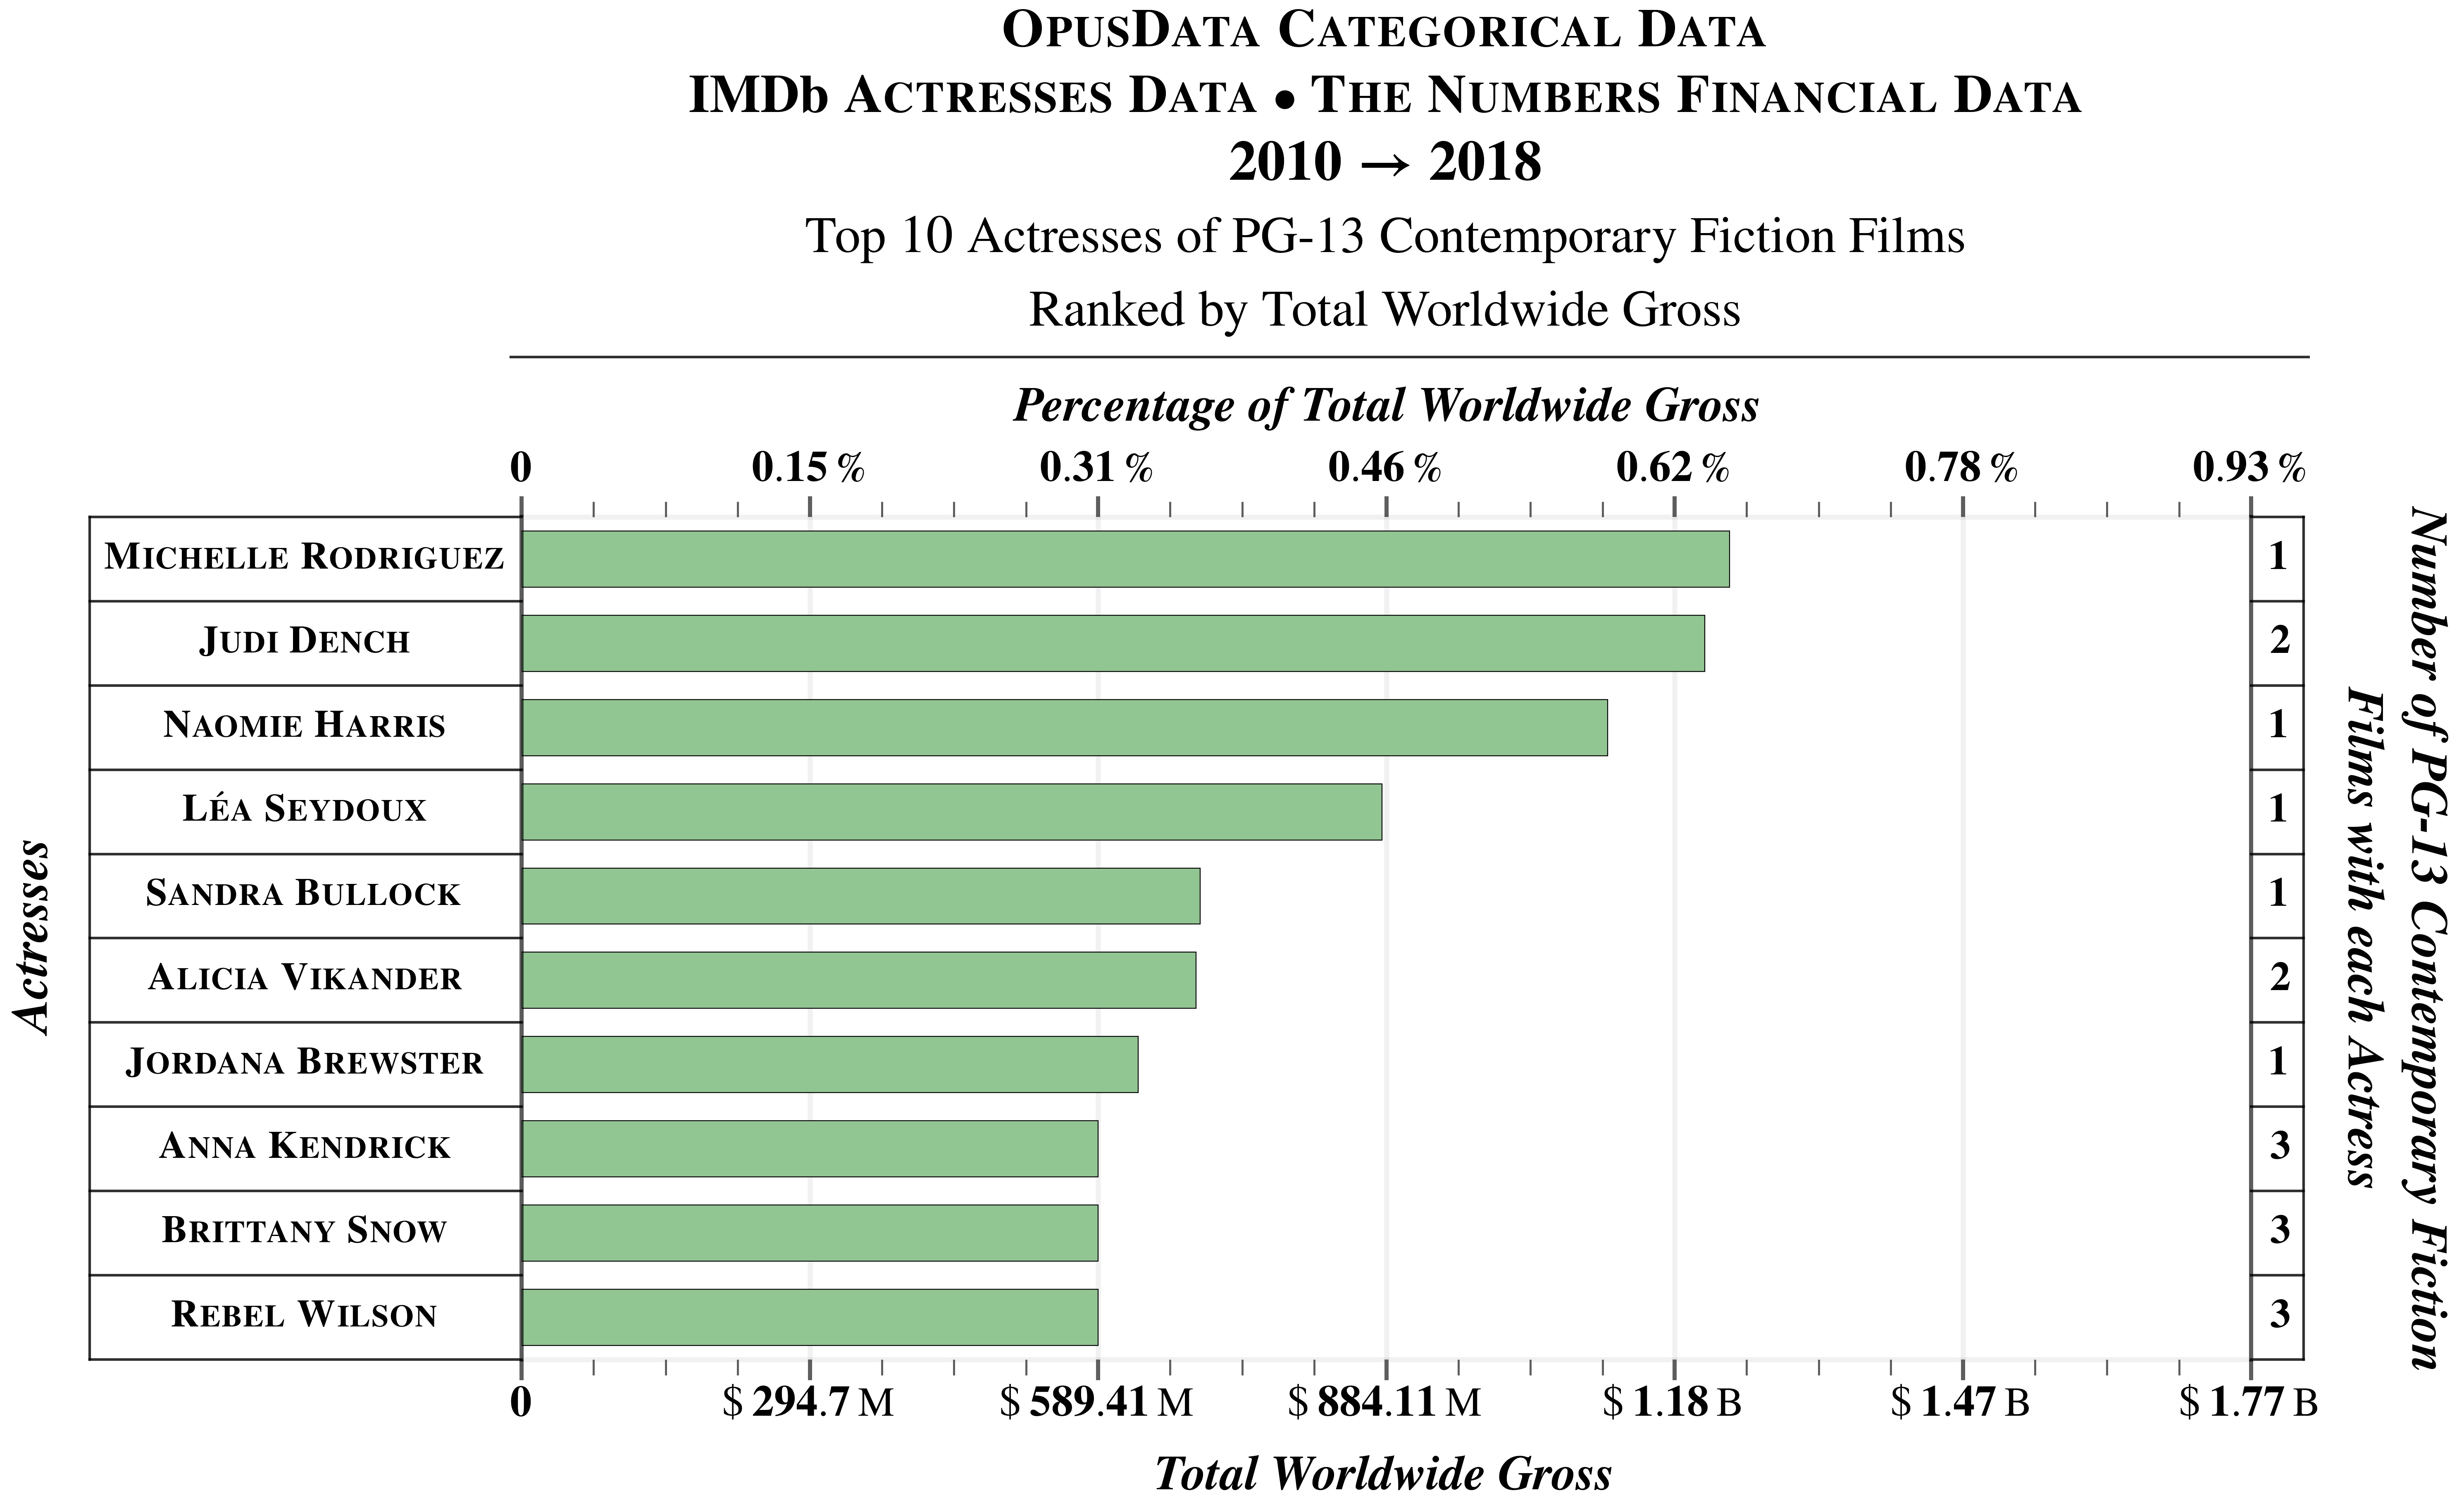 OpusData Categorical Data
IMDb Actresses Data • The Numbers Financial Data
2010 → 2018
Top 10 Actresses of PG-13 Contemporary Fiction Films
Ranked by Total Worldwide Gross
Percentage of Total Worldwide Gross
0 0.15 % 0.31 % 0.46 % 0.62 % 0.78 % 0.93 %
Actresses
Michelle Rodriguez 1
Judi Dench 2
Naomie Harris 1
Léa Seydoux 1
Sandra Bullock 1
Alicia Vikander 2
Jordana Brewster 1
Anna Kendrick 3
Brittany Snow 3
Rebel Wilson 3
Number of PG-13 Contemporary Fiction
Films with each Actress
0 $ 294.7 M $ 589.41 M $ 884.11 M $ 1.18 B $ 1.47 B $ 1.77 B
Total Worldwide Gross